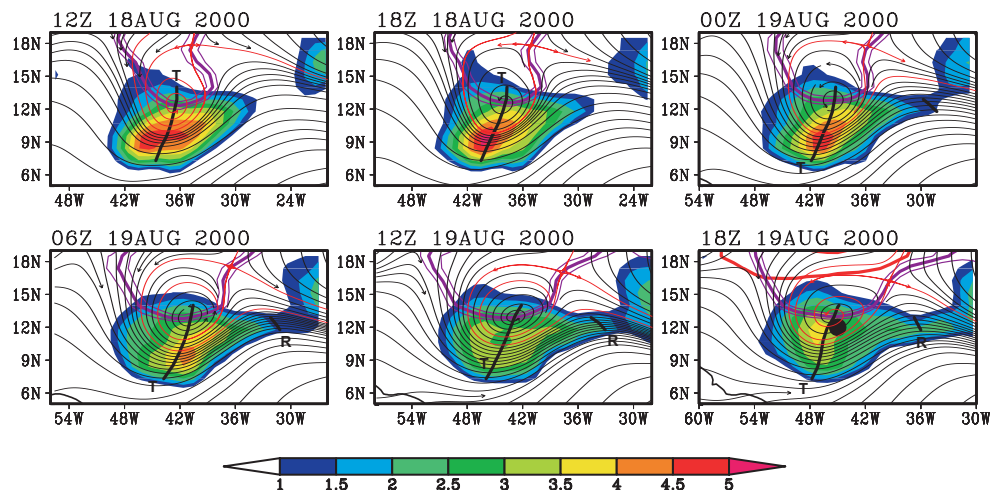 12Z 18AUG 2000 18Z 18AUG 2000 00Z 19AUG 2000
18N 18N 18N
T T
15N 15N 15N
12N 12N 12N
9N 9N 9N
T
6N 6N 6N
48W 42W 36W 30W 24W 48W 42W 36W 30W 24W 54W 48W 42W 36W 30W
06Z 19AUG 2000 12Z 19AUG 2000 18Z 19AUG 2000
18N 18N 18N
15N 15N 15N
12N 12N 12N
R R R
9N 9N 9N
T T T
6N 6N 6N
54W 48W 42W 36W 30W 54W 48W 42W 36W 30W 60W 54W 48W 42W 36W 30W
1 1.5 2 2.5 3 3.5 4 4.5 5